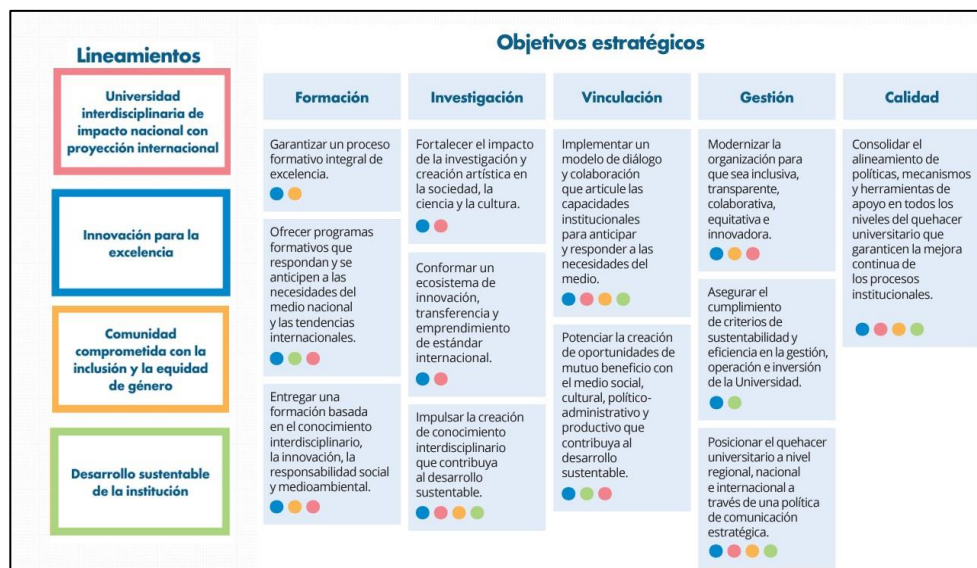 Lineamientos
Universidad
interdisciplinaria de
impacto nacional con
proyección internacional
Innovación para la
excelencia
Comunidad
comprometida con la
inclusión y la equidad
de género
Desarrollo sustentable
de la institución
Objetivos estratégicos
Formación
Garantizar un proceso
formativo integral de
excelencia.
Ofrecer programas
formativos que
respondan y se
anticipen a las
necesidades del
medio nacional
y las tendencias
internacionales.
Entregar una
formación basada
en el conocimiento
interdisciplinario,
la innovación, la
responsabilidad social
y medioambiental.
Investigación
Fortalecer el impacto
de la investigación y
creación artística en
la sociedad, la
ciencia y la cultura.
Conformar un
ecosistema de
innovación,
transferencia y
emprendimiento
de estándar
internacional.
Impulsar la creación
de conocimiento
interdisciplinario
que contribuya
al desarrollo
sustentable.
Vinculación
Implementar un
modelo de diálogo
y colaboración
que articule las
capacidades
institucionales
para anticipar
y responder a las
necesidades del
medio.
Potenciar la creación
de oportunidades de
mutuo beneficio con
el medio social,
cultural, político-
administrativo y
productivo que
contribuya al
desarrollo
sustentable.
Gestión
Modernizar la
organización para
que sea inclusiva,
transparente,
colaborativa,
equitativa e
innovadora.
Asegurar el
cumplimiento
de criterios de
sustentabilidad y
eficiencia en la gestión,
operación e inversión
de la Universidad.
Posicionar el quehacer
universitario a nivel
regional, nacional
e internacional a
través de una política
de comunicación
estratégica.
Calidad
Consolidar el
alineamiento de
políticas, mecanismos
y herramientas de
apoyo en todos los
niveles del quehacer
universitario que
garanticen la mejora
continua de
los procesos
institucionales.